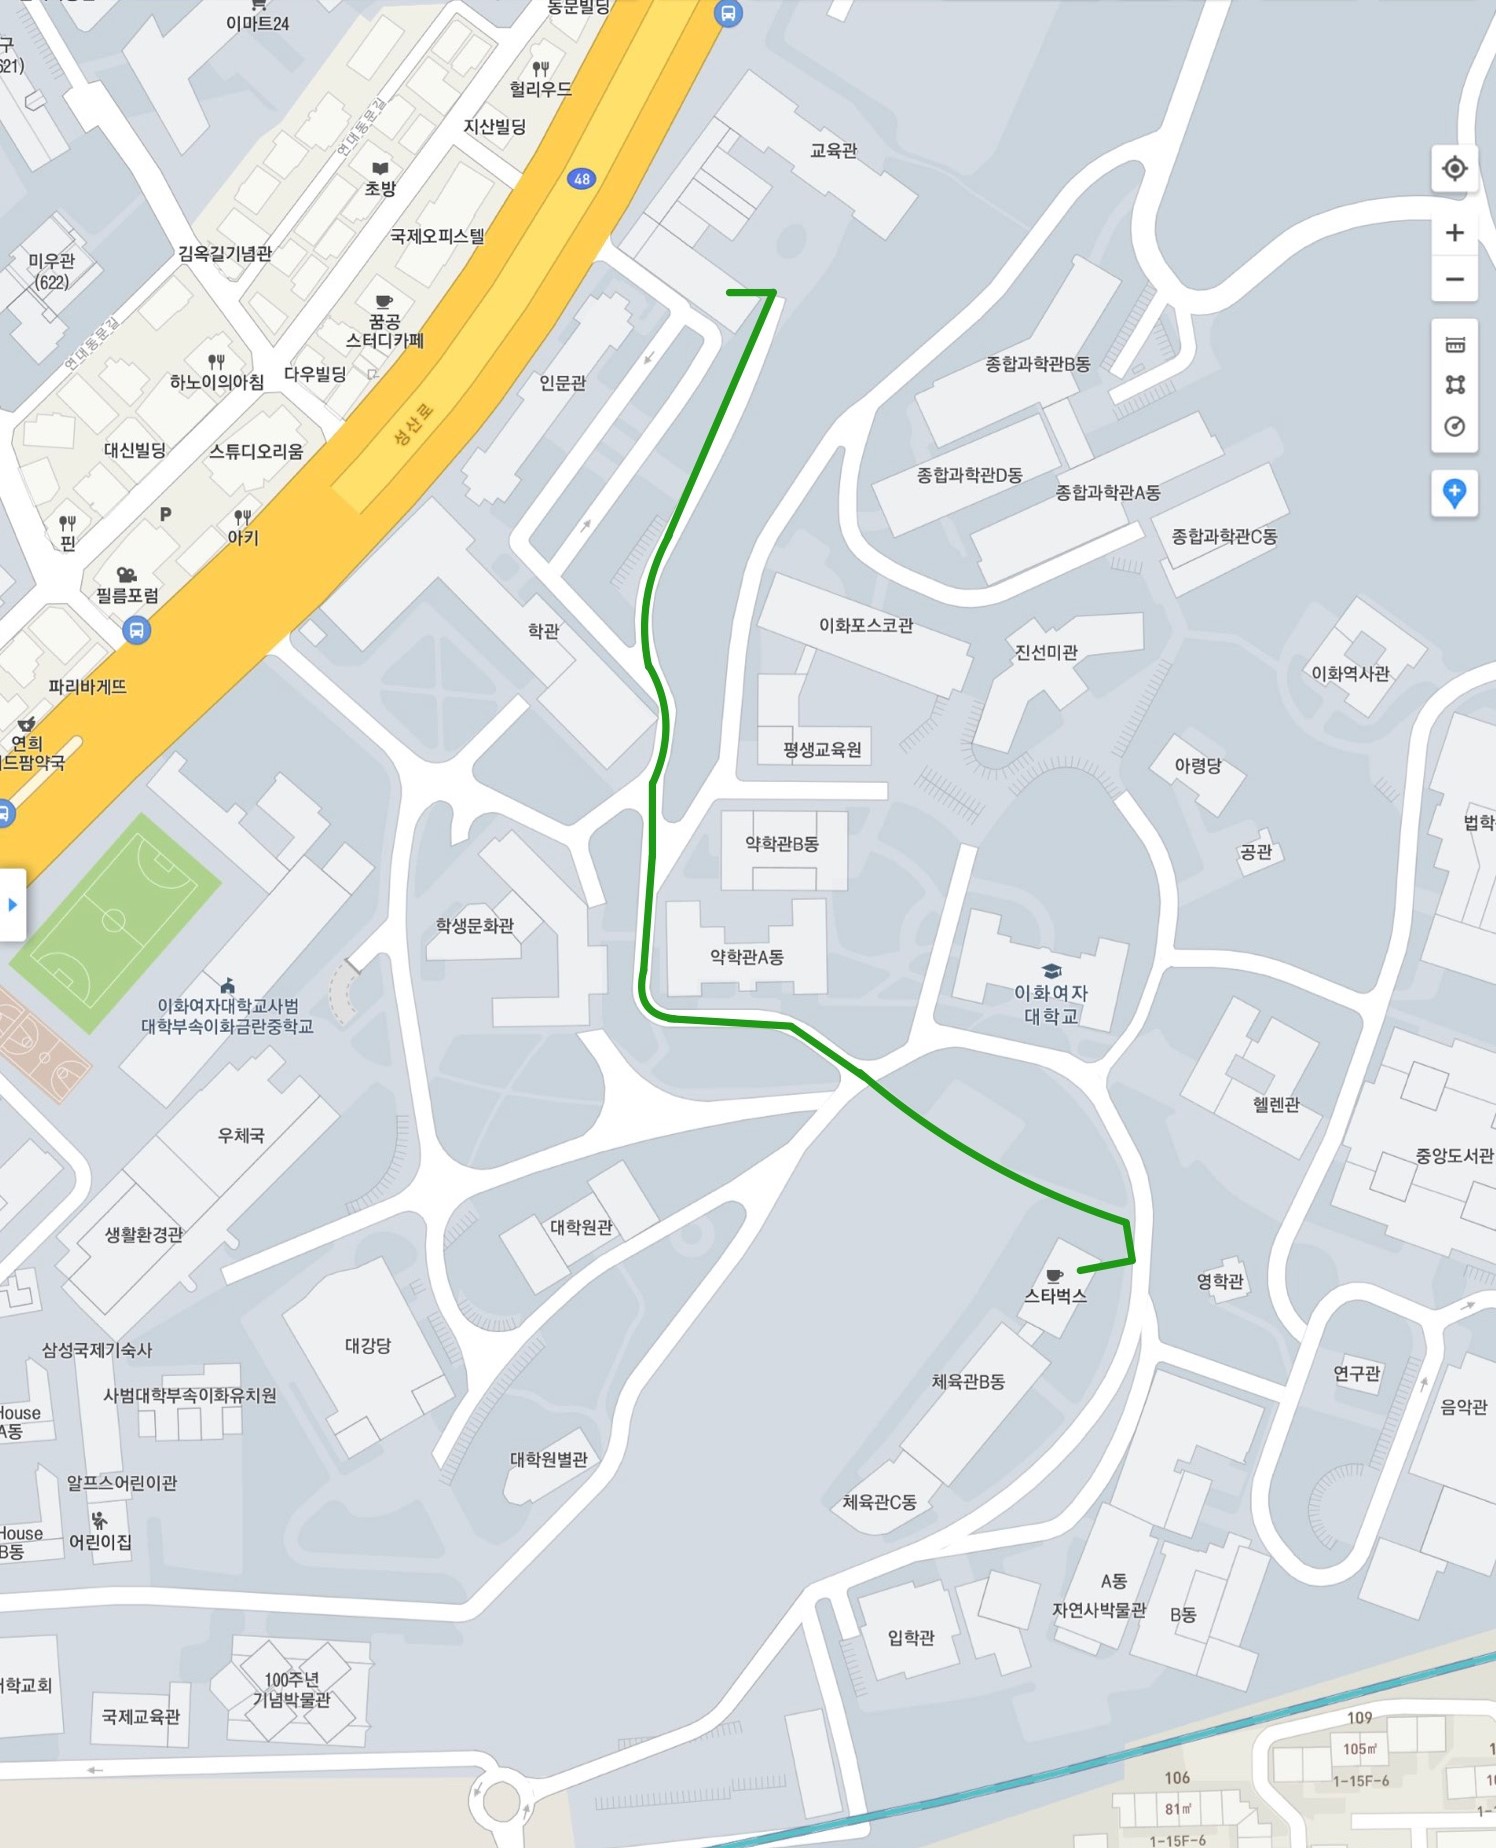 이마트24
동문빌딩
구
621)
헐리우드
지산빌딩
연대동문길
초방
교육관
48
국제오피스텔
김옥길기념관
미우관
(622)
꿈공
스터디카페
연대동문길
하노이의아침
다우빌딩
인문관
종합과학관B동
성산로
대신빌딩
스튜디오리움
종합과학관D동
종합과학관A동
P
핀
아키
종합과학관C동
필름포럼
학관
이화포스코관
진선미관
이화역사관
파리바게뜨
연희
드팜약국
평생교육원
아령당
법학
약학관B동
공관
학생문화관
약학관A동
이화여자대학교사범
대학부속이화금란중학교
이화여자
대학교
헬렌관
우체국
중앙도서관
생활환경관
대학원관
스타벅스
영학관
삼성국제기숙사
대강당
사범대학부속이화유치원
체육관B동
연구관
House
A동
음악관
대학원별관
알프스어린이관
체육관C동
어린이집
House
B동
A동
자연사박물관
B동
입학관
100주년
기념박물관
학교회
국제교육관
109
105㎡
1-15F-6
106
81㎡
1-15F-6